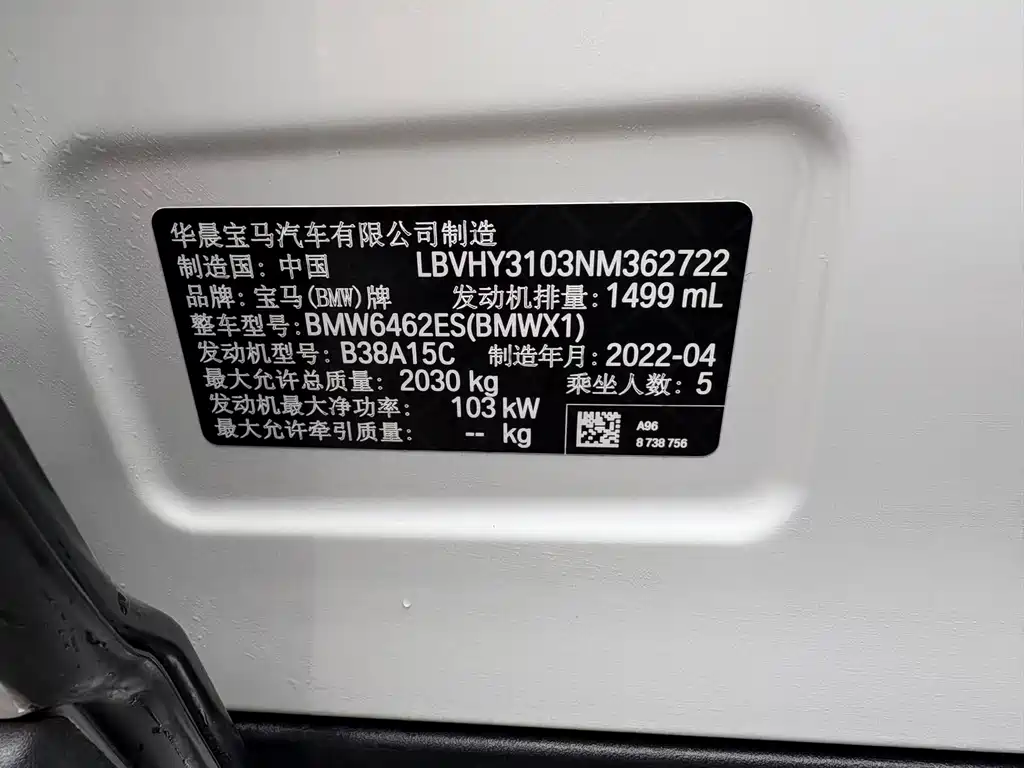 华晨宝马汽车有限公司制造
制造国：中国 LBVHY3103NM362722
品牌：宝马(BMW)牌 发动机排量：1499 mL
整车型号:BMW6462ES(BMWX1)
发动机型号：B38A15C 制造年月：2022-04
最大允许总质量：2030 kg 乘坐人数：5
发动机最大净功率：103 kW
最大允许牵引质量：-- kg
A96
8 738 756